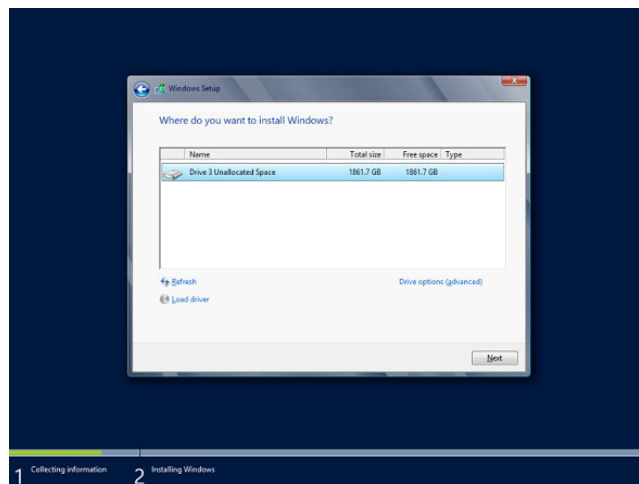 Windows Setup
Where do you want to install Windows?
Name Total size Free space Type
Drive 3 Unallocated Space 1861.7 GB 1861.7 GB
Refresh Drive options (advanced)
Load driver
Next
1 Collecting information 2 Installing Windows